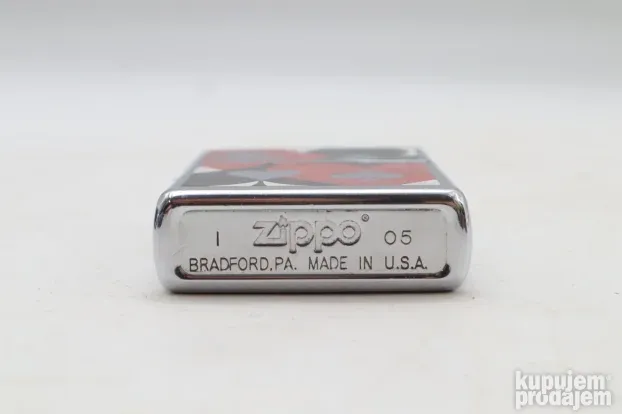 I zippo® 05
BRADFORD,PA. MADE IN U.S.A.
kupujem
prodajem